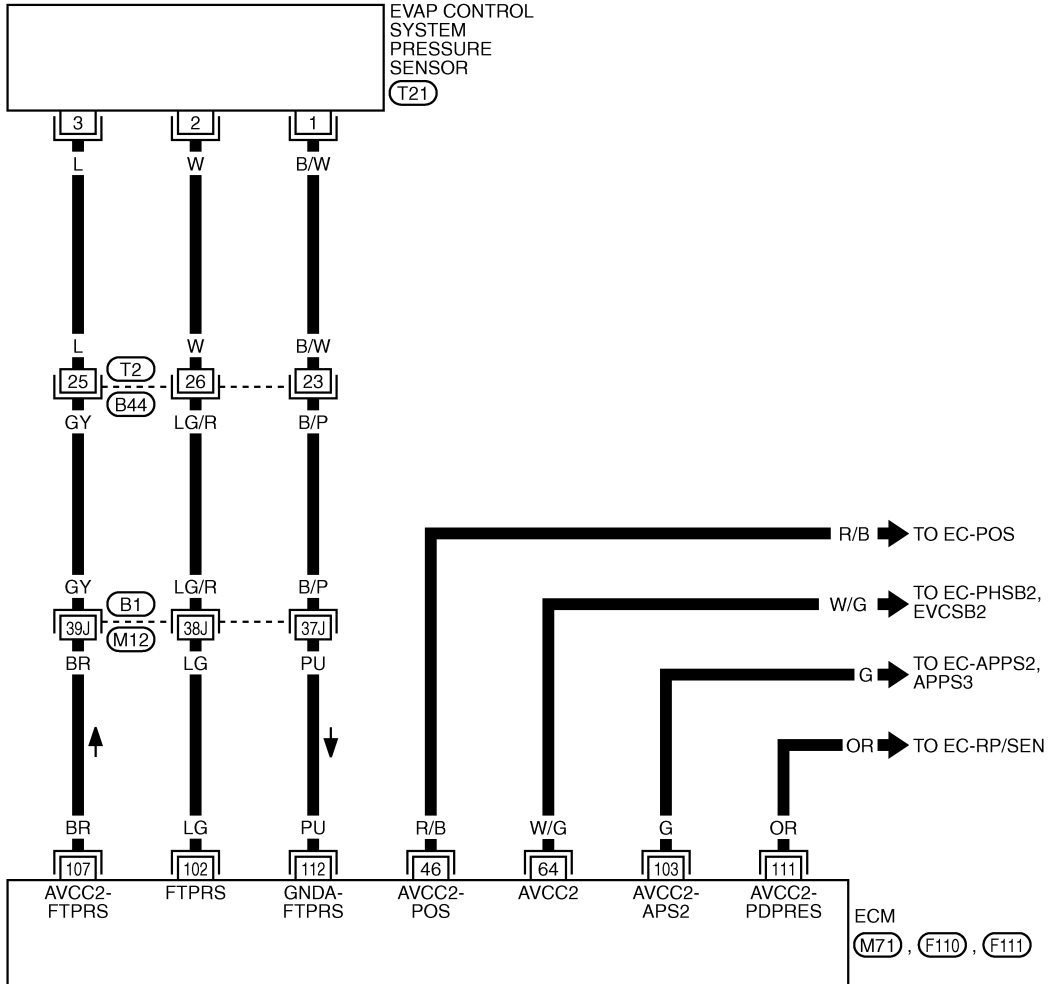 EVAP CONTROL
SYSTEM
PRESSURE
SENSOR
T21
3 2 1
L W B/W
L W B/W
25 T2 26 23
B44
GY LG/R B/P
R/B TO EC-POS
GY LG/R B/P
W/G TO EC-PHSB2,
EVCSB2
39J B1 38J 37J
M12
BR LG PU
G TO EC-APPS2,
APPS3
OR TO EC-RP/SEN
BR LG PU R/B W/G G OR
107 102 112 46 64 103 111
AVCC2-
FTPRS
FTPRS
GNDA-
FTPRS
AVCC2-
POS
AVCC2
AVCC2-
APS2
AVCC2-
PDPRES
ECM
M71 , F110 , F111